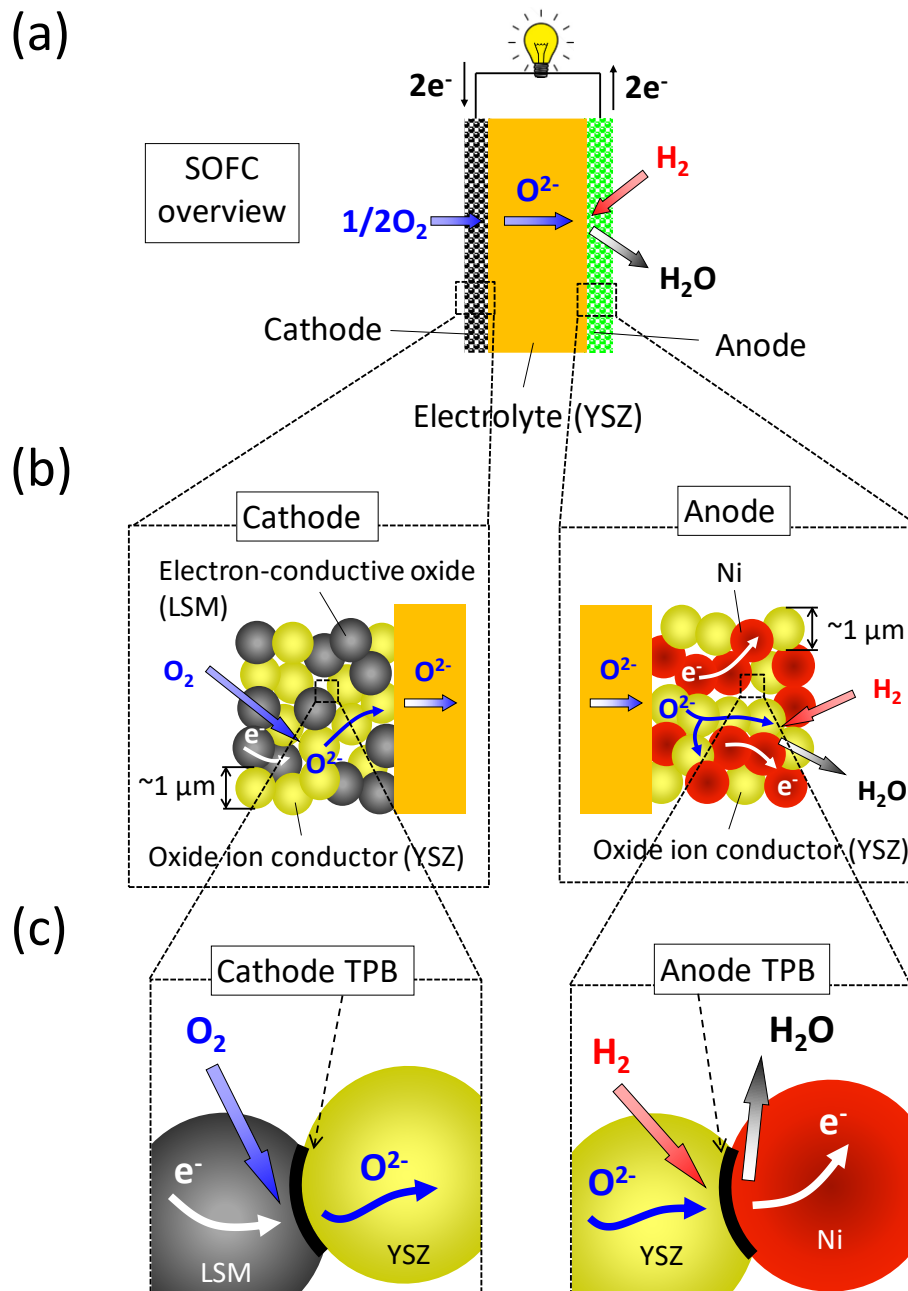 (a)
2e⁻
2e⁻
SOFC
overview
H₂
O²⁻
1/2O₂
H₂O
Cathode
Anode
Electrolyte (YSZ)
(b)
Cathode
Electron-conductive oxide
(LSM)
O₂
O²⁻
e⁻
O²⁻
~1 μm
Oxide ion conductor (YSZ)
Anode
Ni
~1 μm
O²⁻
e⁻
O²⁻
H₂
e⁻
H₂O
Oxide ion conductor (YSZ)
(c)
Cathode TPB
O₂
e⁻
O²⁻
LSM
YSZ
Anode TPB
H₂O
H₂
e⁻
O²⁻
YSZ
Ni